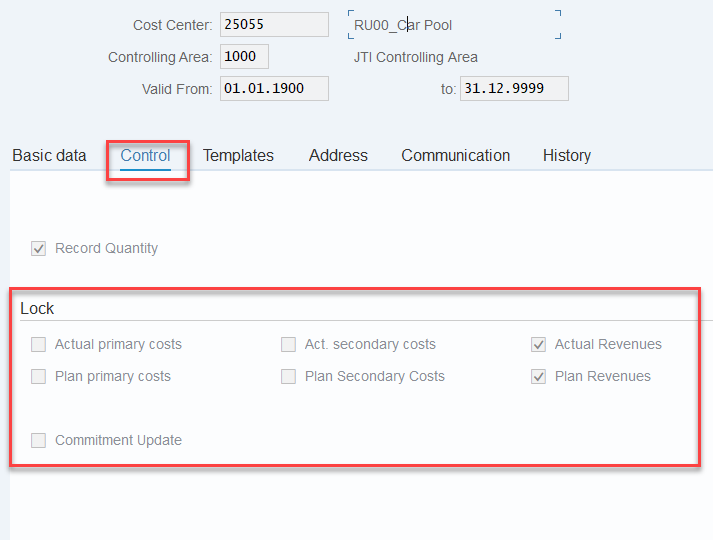 Cost Center: 25055 RU00_Car Pool
Controlling Area: 1000 JTI Controlling Area
Valid From: 01.01.1900 to: 31.12.9999
Basic data Control Templates Address Communication History
Record Quantity
Lock
Actual primary costs Act. secondary costs Actual Revenues
Plan primary costs Plan Secondary Costs Plan Revenues
Commitment Update